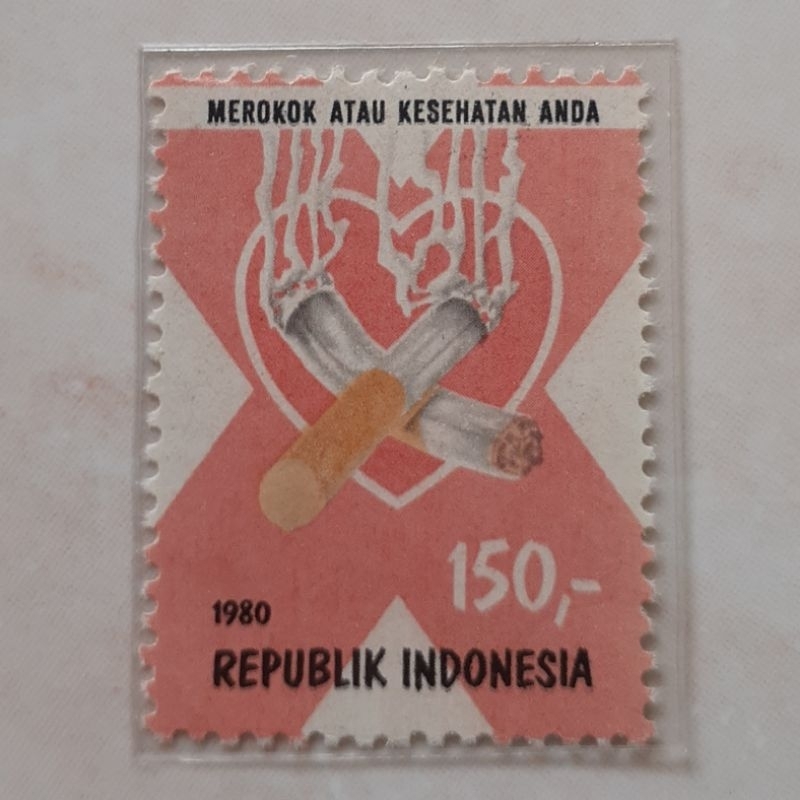 MEROKOK ATAU KESEHATAN ANDA
150,-
1980
REPUBLIK INDONESIA